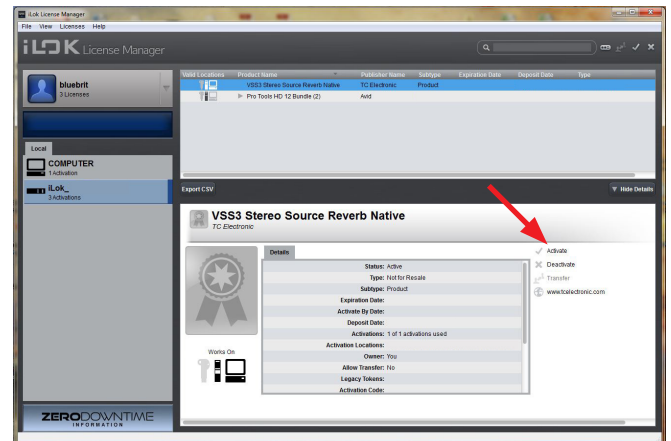 iLok License Manager
File View Licenses Help
iLOK License Manager
bluebrit
3 Licenses
Local
COMPUTER
1 Activation
iLok_
3 Activations
ZERODOWNTIME
INFORMATION
Valid Locations Product Name Publisher Name Subtype Expiration Date Deposit Date Type
VSS3 Stereo Source Reverb Native TC Electronic Product
Pro Tools HD 12 Bundle (2) Avid
Export CSV Hide Details
VSS3 Stereo Source Reverb Native
TC Electronic
Works On
Details
Status: Active
Type: Not for Resale
Subtype: Product
Expiration Date:
Activate By Date:
Deposit Date:
Activations: 1 of 1 activations used
Activation Locations:
Owner: You
Allow Transfer: No
Legacy Tokens:
Activation Code:
Activate
Deactivate
Transfer
www.tcelectronic.com